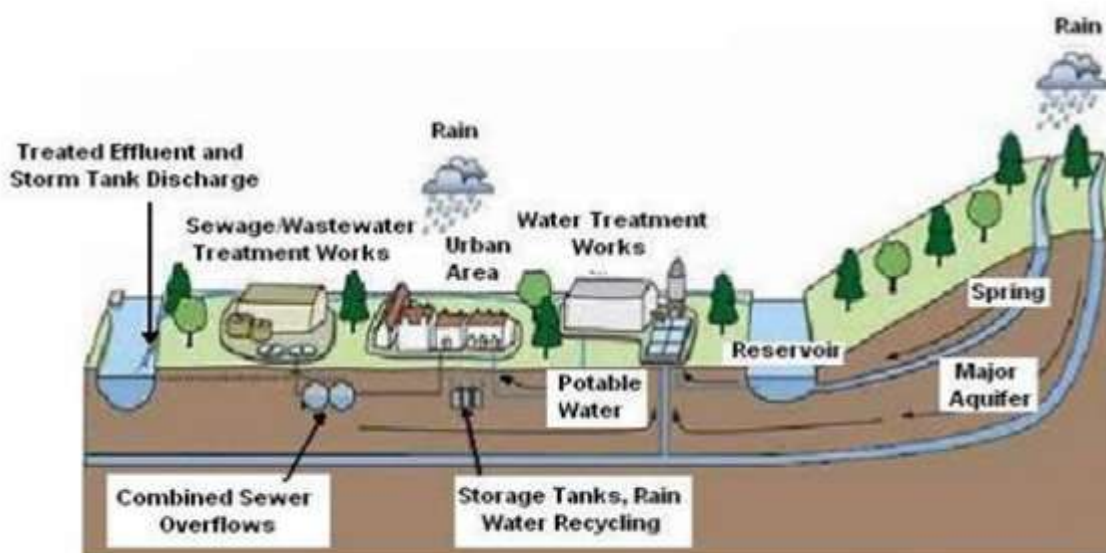 Rain
Rain
Treated Effluent and
Storm Tank Discharge
Sewage/Wastewater
Treatment Works
Urban
Area
Water Treatment
Works
Spring
Reservoir
Major
Aquifer
Potable
Water
Combined Sewer
Overflows
Storage Tanks, Rain
Water Recycling